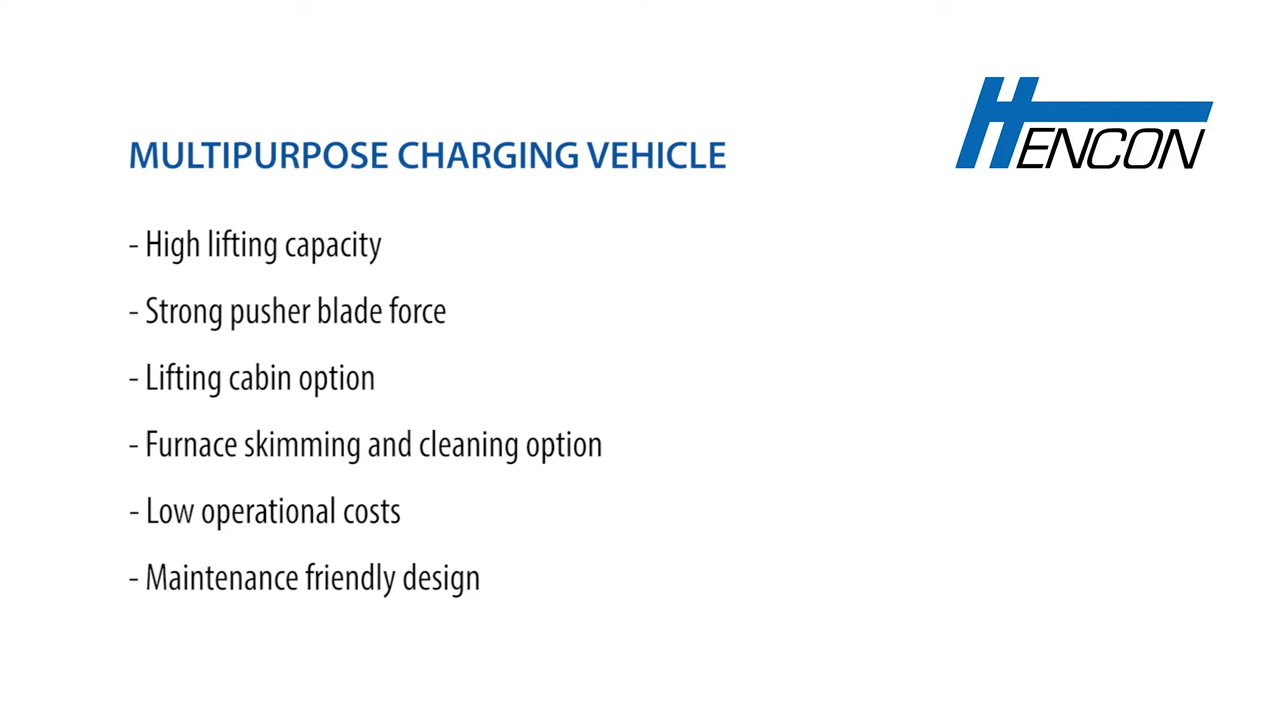 HENCON
MULTIPURPOSE CHARGING VEHICLE
- High lifting capacity
- Strong pusher blade force
- Lifting cabin option
- Furnace skimming and cleaning option
- Low operational costs
- Maintenance friendly design